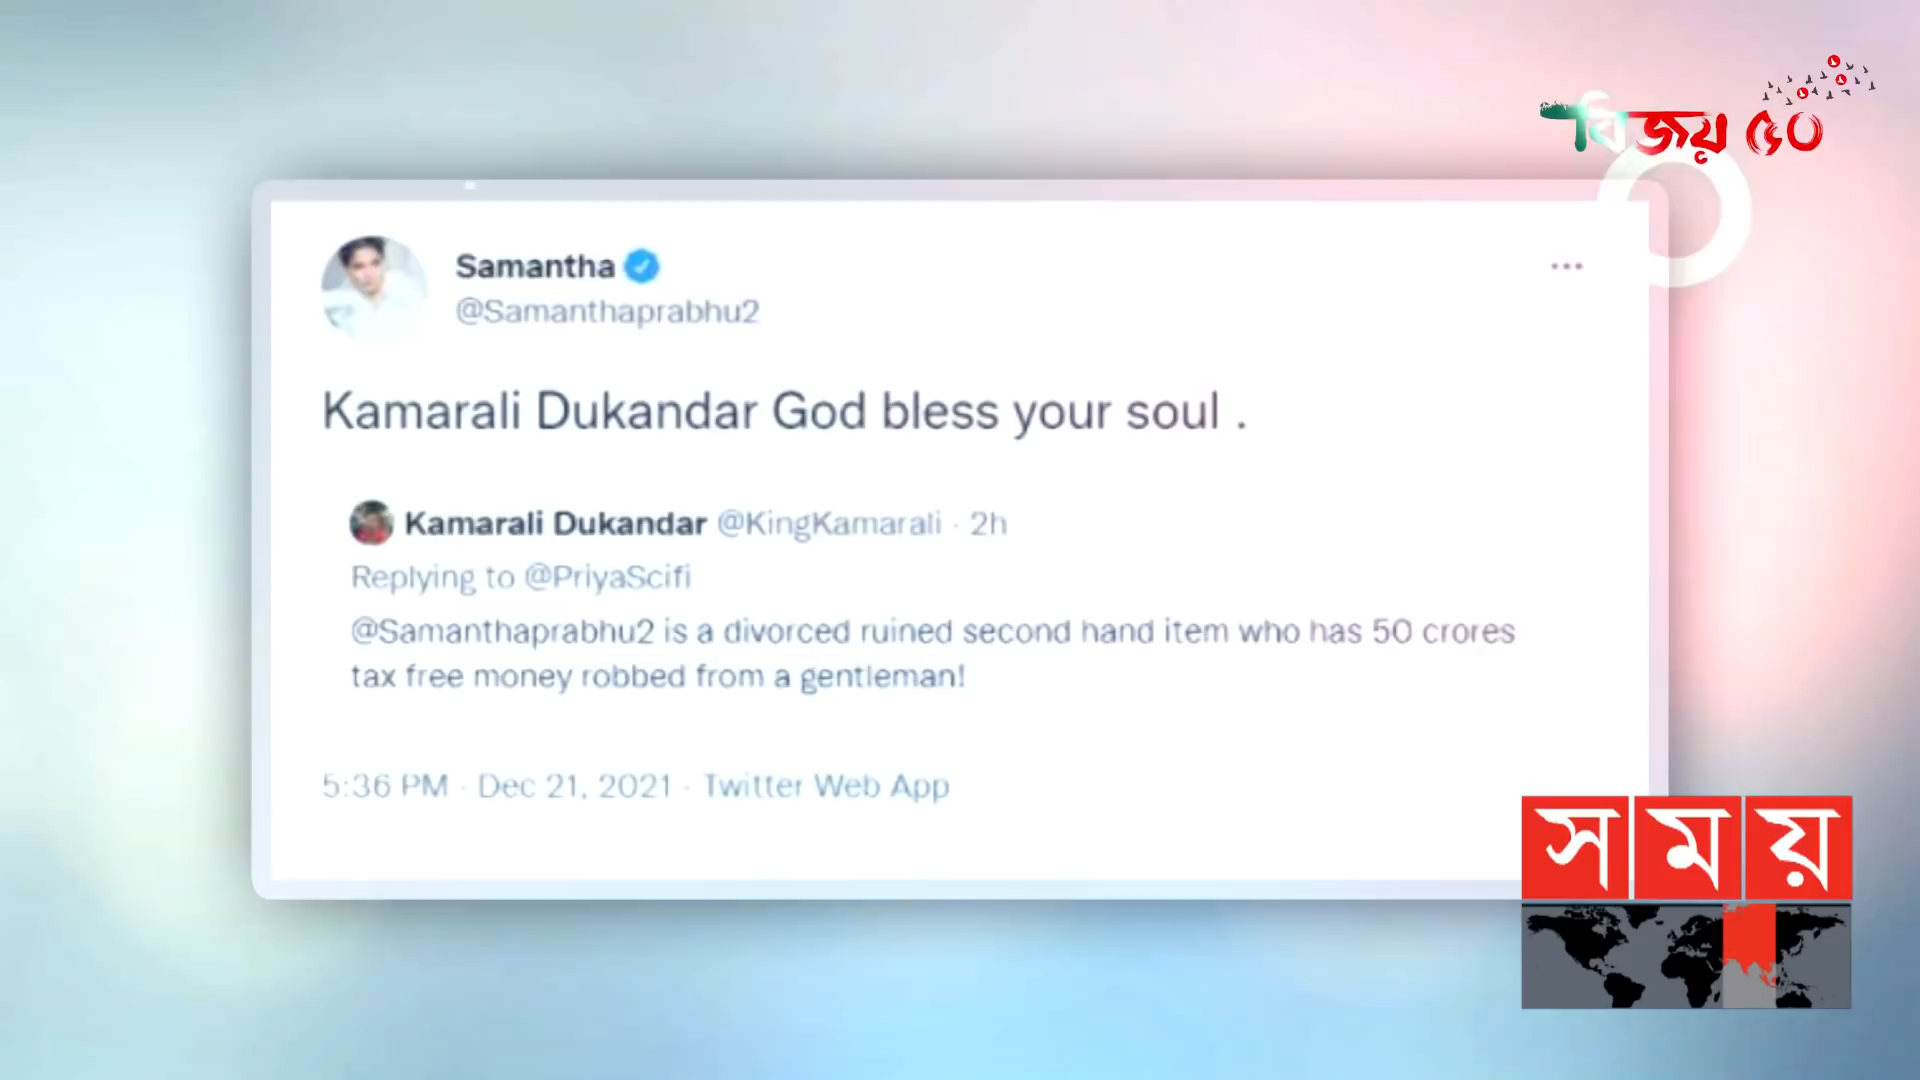 বিজয় ৫০
Samantha
@Samanthaprabhu2
Kamarali Dukandar God bless your soul .
Kamarali Dukandar @KingKamarali · 2h
Replying to @PriyaScifi
@Samanthaprabhu2 is a divorced ruined second hand item who has 50 crores
tax free money robbed from a gentleman!
5:36 PM · Dec 21, 2021 · Twitter Web App
সময়